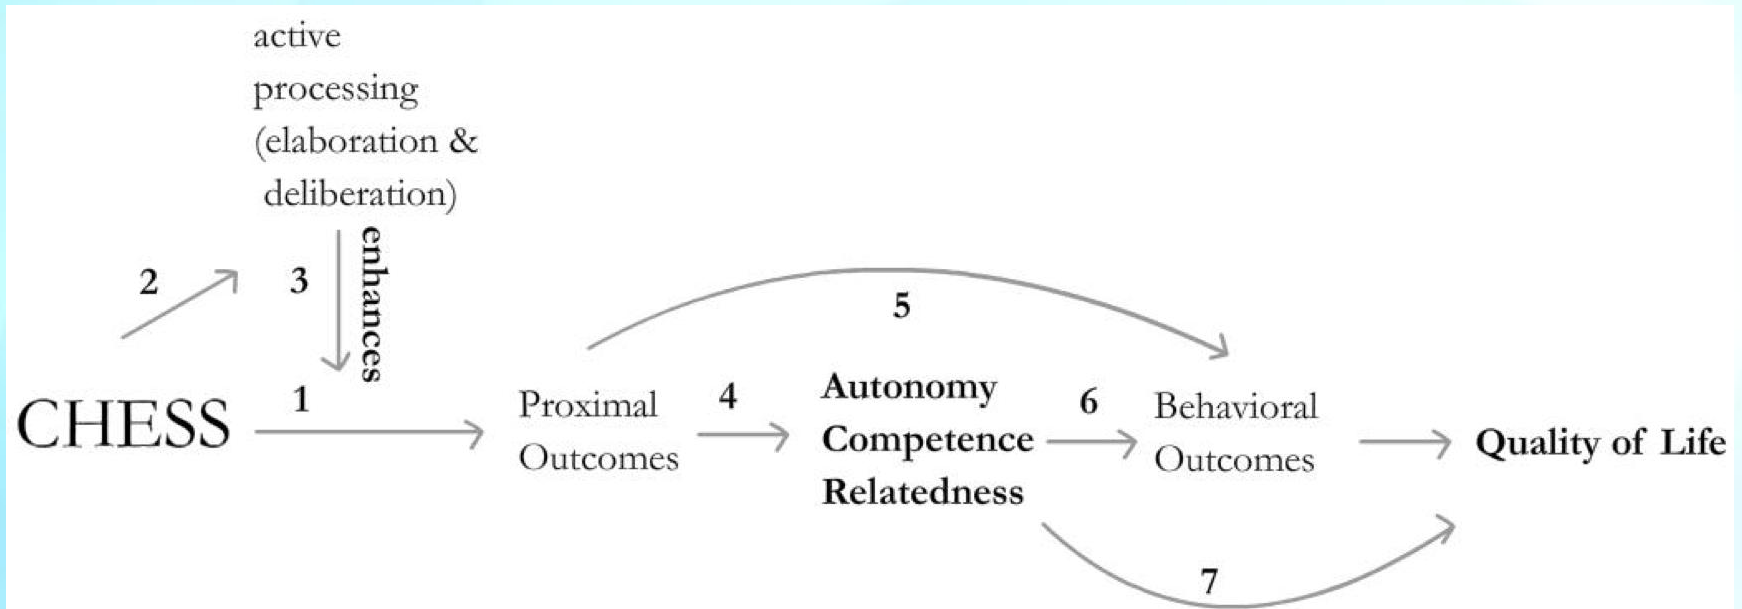 active
processing
(elaboration &
deliberation)
enhances
2
3
5
CHESS
1
Proximal
Outcomes
4
Autonomy
Competence
Relatedness
6
Behavioral
Outcomes
Quality of Life
7